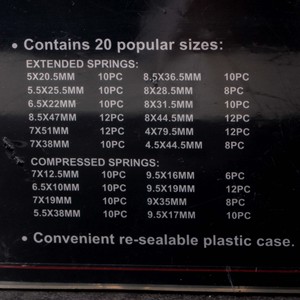 • Contains 20 popular sizes:
EXTENDED SPRINGS:
5X20.5MM 10PC 8.5X36.5MM 10PC
5.5X25.5MM 10PC 8X28.5MM 8PC
6.5X22MM 10PC 8X31.5MM 10PC
8.5X47MM 12PC 8X44.5MM 12PC
7X51MM 12PC 4X79.5MM 12PC
7X38MM 10PC 4.5X44.5MM 8PC
COMPRESSED SPRINGS:
7X12.5MM 10PC 9.5X16MM 6PC
6.5X10MM 10PC 9.5X19MM 12PC
7X19MM 10PC 9X35MM 8PC
5.5X38MM 10PC 9.5X17MM 10PC
• Convenient re-sealable plastic case.